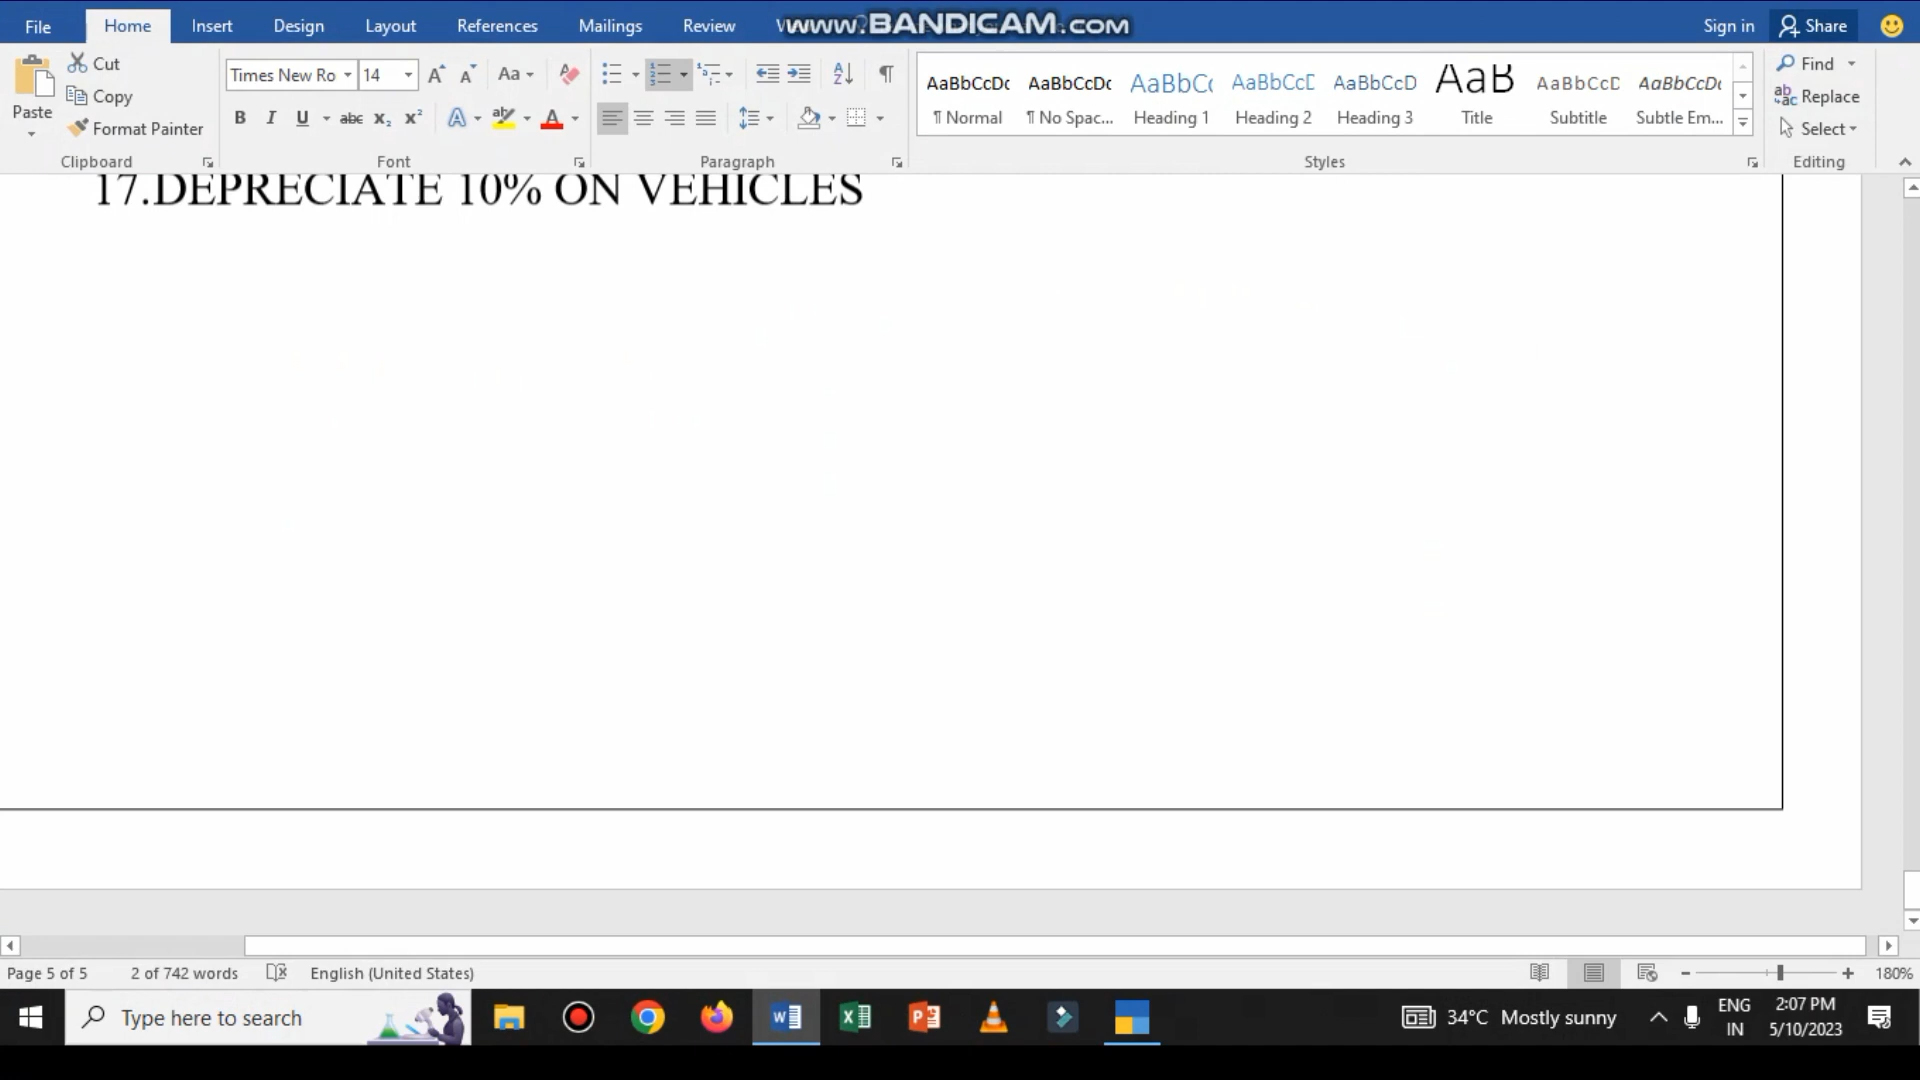 File Home Insert Design Layout References Mailings Review V www.BANDICAM.com Sign in Share
Cut
Copy
Paste
Format Painter
Times New Ro 14 Aa
B I U abc X₂ X² A A
Clipboard Font Paragraph Styles Editing
AaBbCcDc AaBbCcDc AaBbCc AaBbCcD AaBbCcD AaB AaBbCcD AaBbCcDc
¶ Normal ¶ No Spac... Heading 1 Heading 2 Heading 3 Title Subtitle Subtle Em...
Find
Replace
Select
17.DEPRECIATE 10% ON VEHICLES
Page 5 of 5 2 of 742 words English (United States) 180%
Type here to search 34°C Mostly sunny ENG IN 2:07 PM 5/10/2023